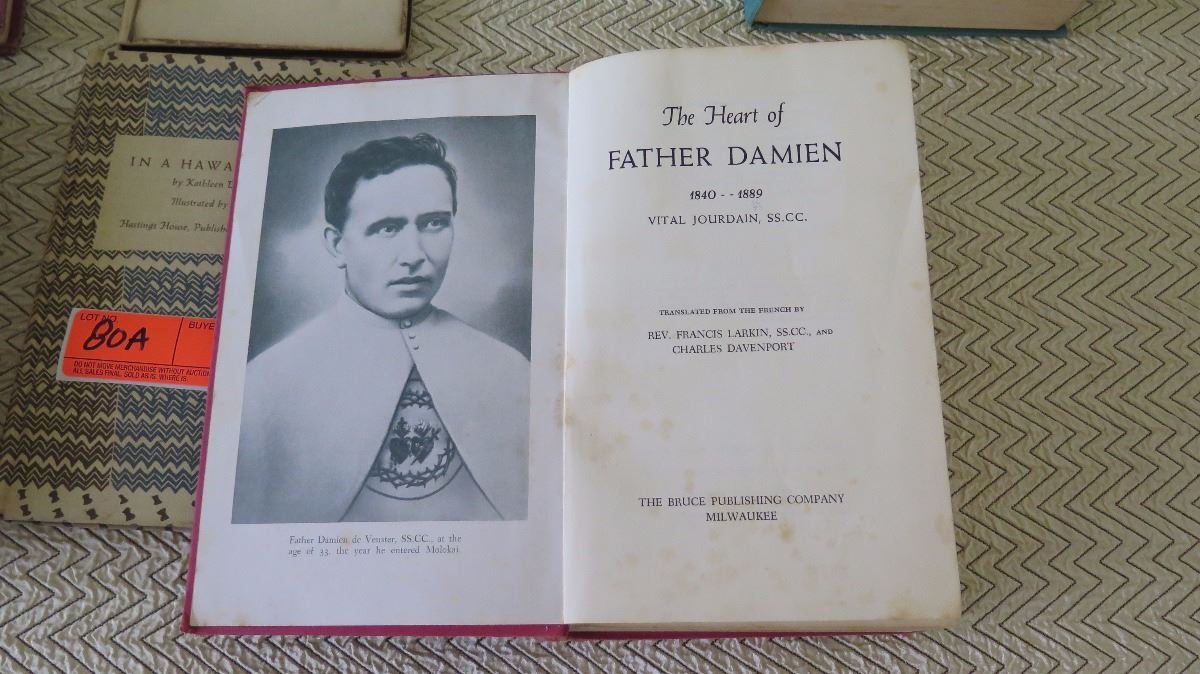 IN A HAWA
by Kathleen
Illustrated by
Hastings House, Publish
LOT NO.
80A
BUYE
DO NOT MOVE MERCHANDISE WITHOUT AUCTION
ALL SALES FINAL. SOLD AS IS. WHERE IS.
Father Damien de Veuster, SS.CC., at the
age of 33, the year he entered Molokai.
The Heart of
FATHER DAMIEN
1840 - - 1889
VITAL JOURDAIN, SS.CC.
TRANSLATED FROM THE FRENCH BY
REV. FRANCIS LARKIN, SS.CC., AND
CHARLES DAVENPORT
THE BRUCE PUBLISHING COMPANY
MILWAUKEE